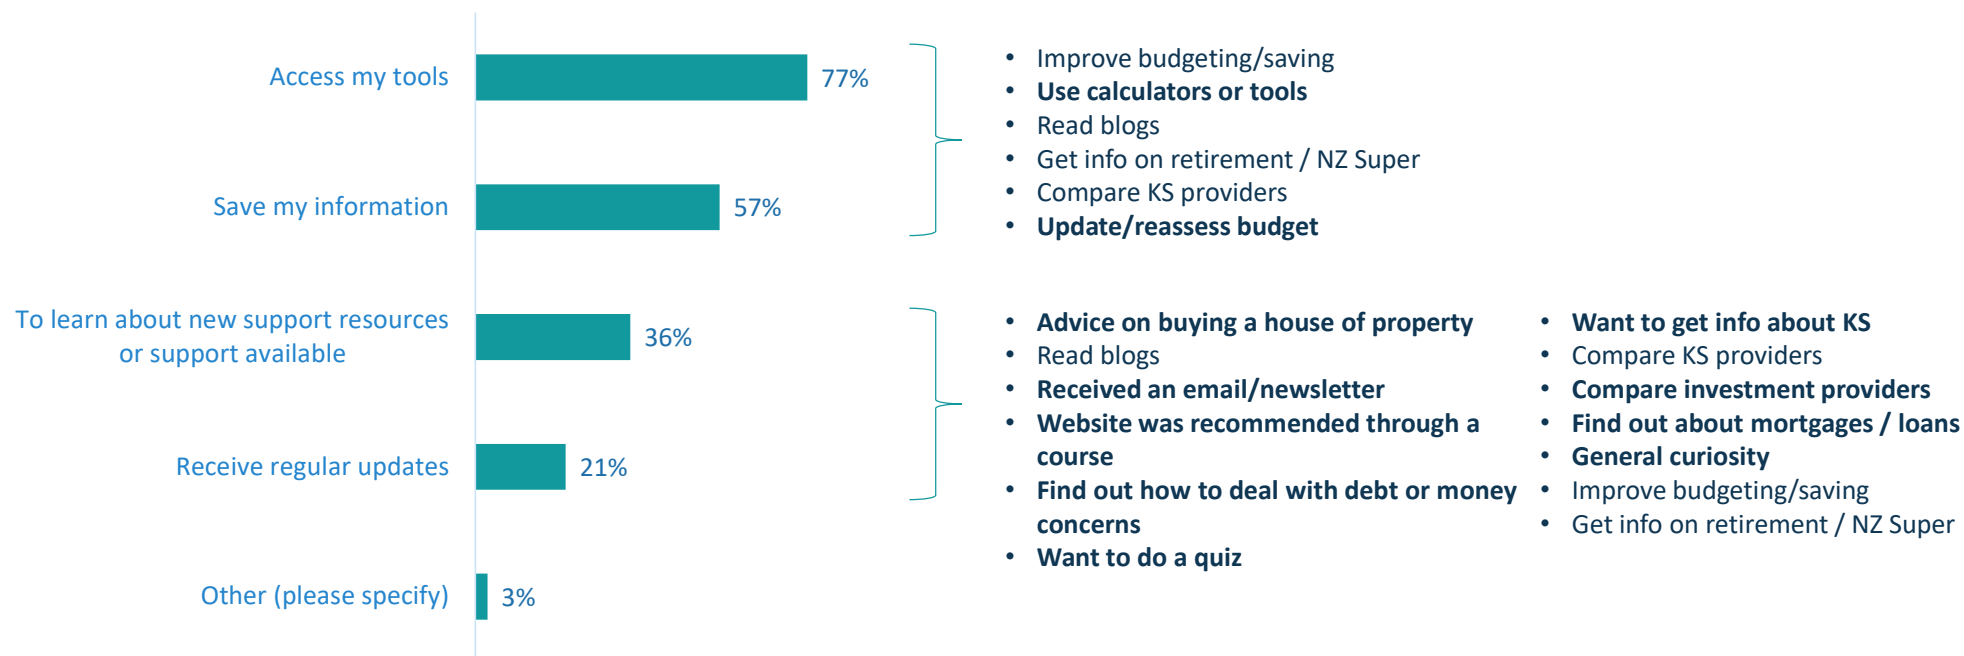 Access my tools
77%
Save my information
57%
To learn about new support resources
or support available
36%
Receive regular updates
21%
Other (please specify)
3%
• Improve budgeting/saving
• Use calculators or tools
• Read blogs
• Get info on retirement / NZ Super
• Compare KS providers
• Update/reassess budget
• Advice on buying a house of property
• Read blogs
• Received an email/newsletter
• Website was recommended through a
course
• Find out how to deal with debt or money
concerns
• Want to do a quiz
• Want to get info about KS
• Compare KS providers
• Compare investment providers
• Find out about mortgages / loans
• General curiosity
• Improve budgeting/saving
• Get info on retirement / NZ Super